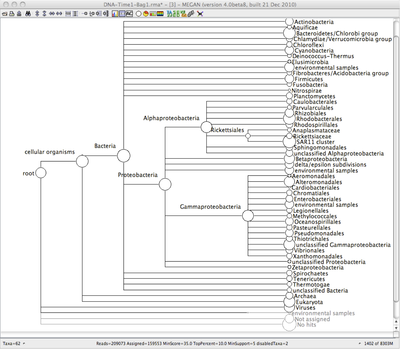 DNA-Time1-Bag1.rma* - [3] - MEGAN (version 4.0beta8, built 21 Dec 2010)
Actinobacteria
Aquificae
Bacteroidetes/Chlorobi group
Chlamydiae/Verrucomicrobia group
Chloroflexi
Cyanobacteria
Deinococcus-Thermus
Elusimicrobia
environmental samples
Fibrobacteres/Acidobacteria group
Firmicutes
Fusobacteria
Nitrospirae
Planctomycetes
Caulobacterales
Parvularculales
Rhizobiales
Rhodobacterales
Alphaproteobacteria
Rhodospirillales
Rickettsiales
Anaplasmataceae
Rickettsiaceae
SAR11 cluster
Bacteria
Sphingomonadales
cellular organisms
unclassified Alphaproteobacteria
Betaproteobacteria
delta/epsilon subdivisions
root
Proteobacteria
environmental samples
Aeromonadales
Alteromonadales
Cardiobacteriales
Chromatiales
Enterobacteriales
environmental samples
Gammaproteobacteria
Legionellales
Methylococcales
Oceanospirillales
Pasteurellales
Pseudomonadales
Thiotrichales
unclassified Gammaproteobacteria
Vibrionales
Xanthomonadales
unclassified Proteobacteria
Zetaproteobacteria
Spirochaetes
Tenericutes
Thermotogae
unclassified Bacteria
Archaea
Eukaryota
Viruses
environmental samples
Not assigned
No hits
Taxa=62 Reads=209073 Assigned=159553 MinScore=35.0 TopPercent=10.0 MinSupport=5 disabledTaxa=2 1402 of 8303M